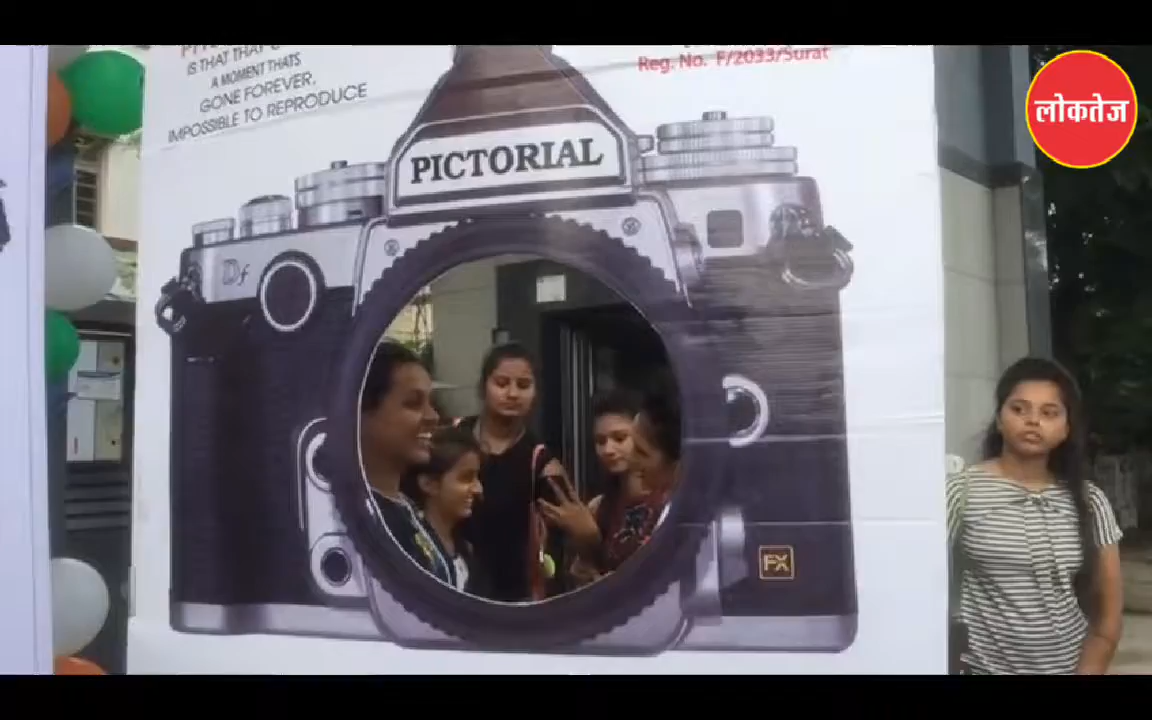 IS THAT THAT
A MOMENT THATS
GONE FOREVER,
IMPOSSIBLE TO REPRODUCE
Reg. No. F/2033/Surat
लोकतेज
PICTORIAL
Df
FX